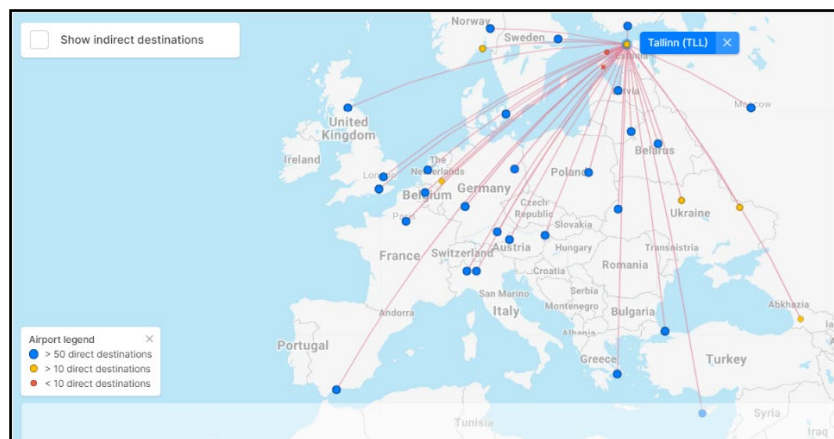 Show indirect destinations
Norway
Sweden
Tallinn (TLL)
Estonia
Latvia
Moscow
United
Kingdom
Ireland
Belarus
The
Netherlands
London
Poland
Belgium
Germany
Paris
Czech
Republic
Ukraine
Slovakia
France
Switzerland
Austria
Hungary
Transnistria
Croatia
Romania
San Marino
Serbia
Andorra
Italy
Montenegro
Bulgaria
Abkhazia
Albania
Airport legend
> 50 direct destinations
> 10 direct destinations
< 10 direct destinations
Portugal
Greece
Turkey
Syria
Tunisia
Iraq